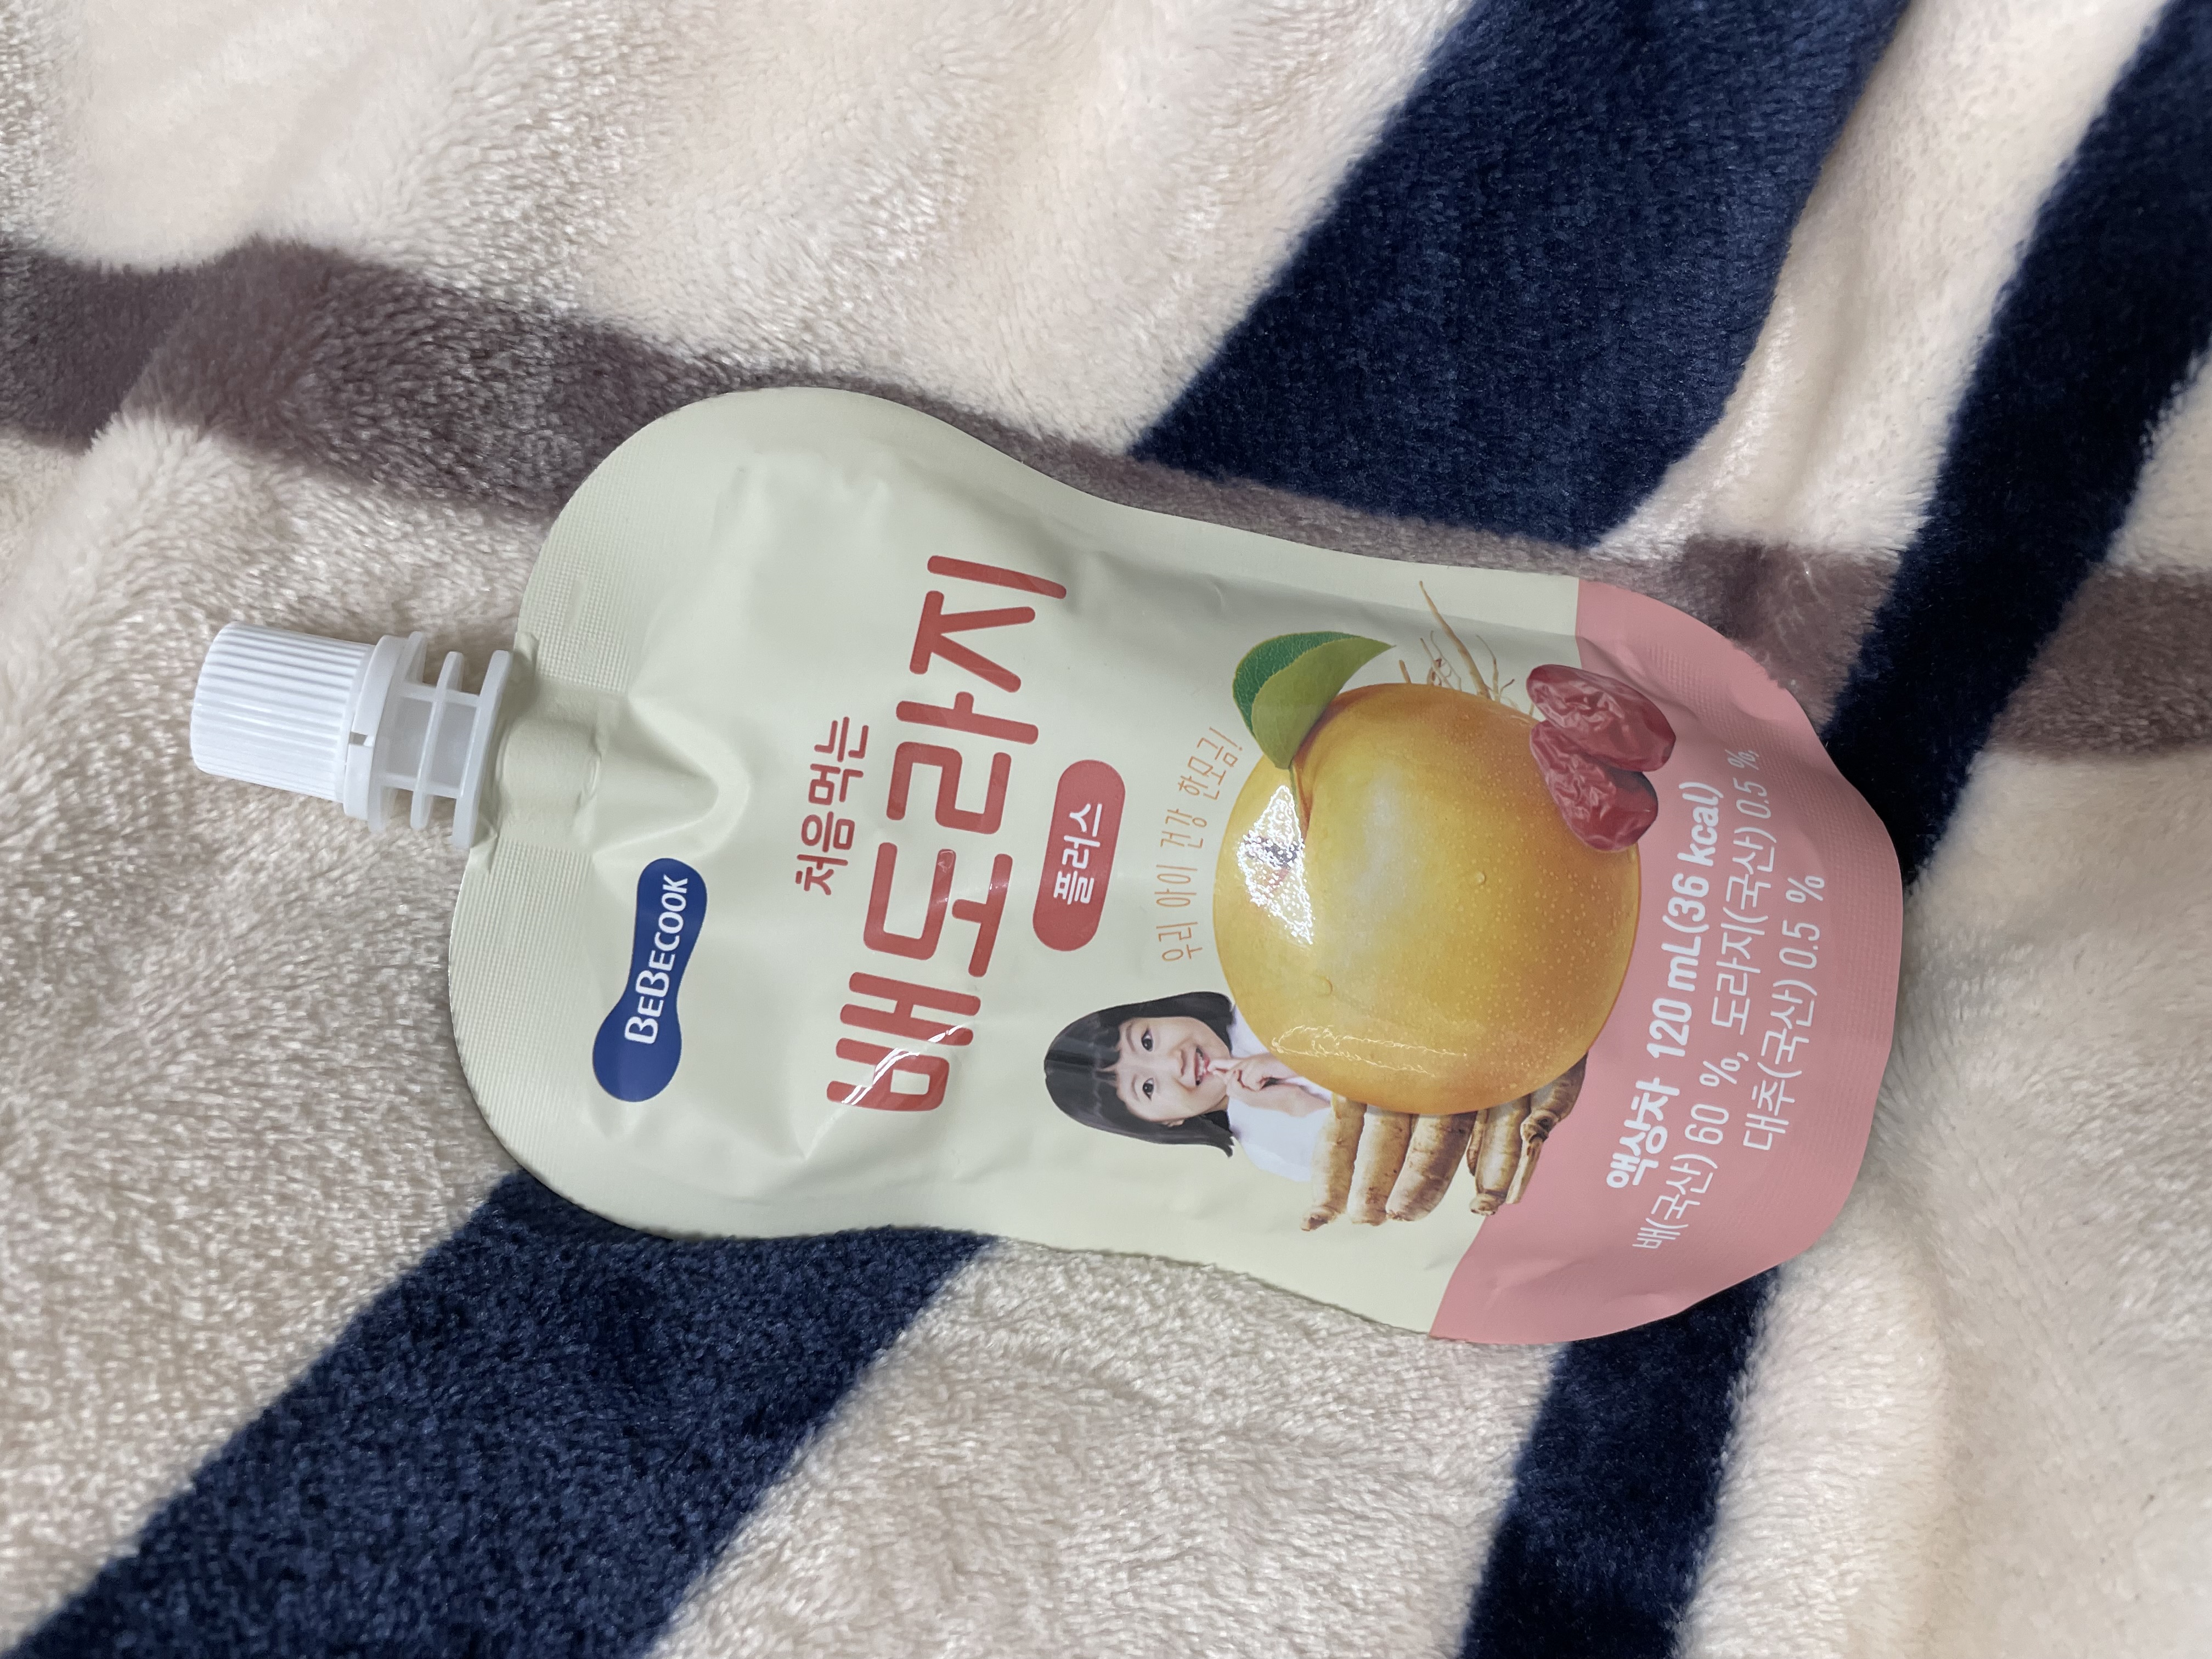 BEBECOOK
처음먹는
배도라지
플러스
우리 아이 건강 한모금!
액상차 120 mL(36 kcal)
배(국산) 60 %, 도라지(국산) 0.5 %,
대추(국산) 0.5 %